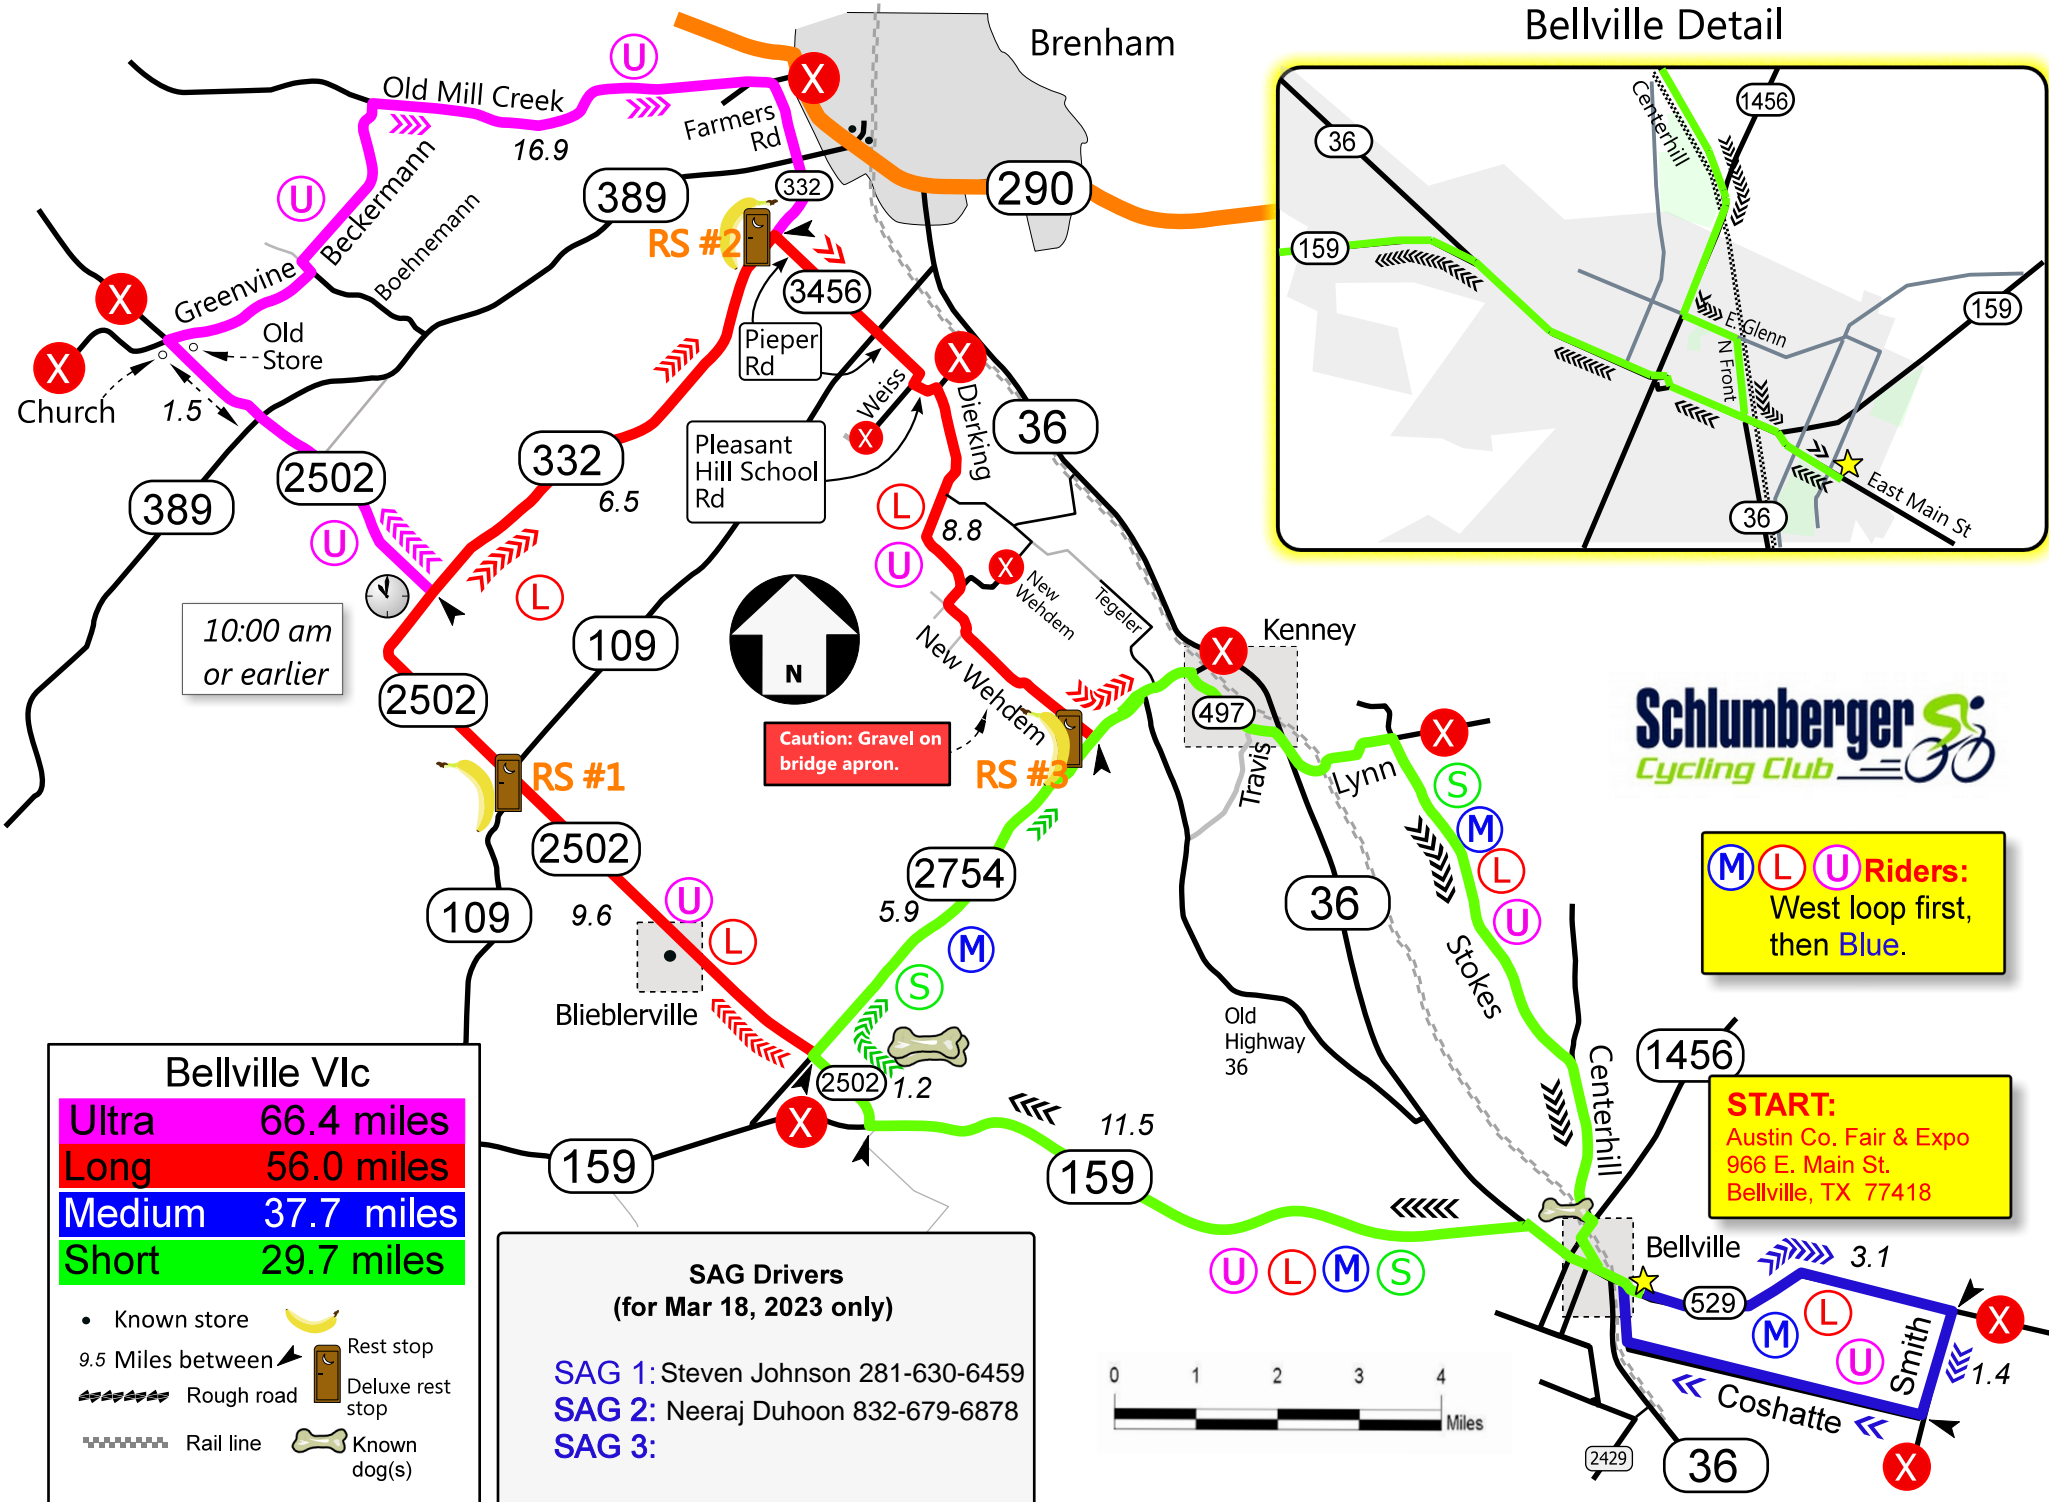 Brenham
Bellville Detail
U
X
Old Mill Creek
Farmers
Rd
16.9
U
Beckermann
Boehnemann
389
332
290
RS #2
3456
Greenvine
Old
Store
X
X
Church
1.5
Pieper
Rd
Weiss
X
X
Dierking
36
Pleasant
Hill School
Rd
332
6.5
2502
389
U
L
U
8.8
X
New
Wehdem
Tegeler
10:00 am
or earlier
L
109
N
New Wehdem
2502
Caution: Gravel on
bridge apron.
RS #3
Kenney
X
497
Travis
Lynn
X
RS #1
2502
109
9.6
U
L
Blieblerville
2754
5.9
M
S
2502
1.2
X
159
11.5
159
36
Old
Highway
36
S
M
L
U
Stokes
Centerhill
1456
Centerhill
1456
36
159
159
E. Glenn
N Front
36
East Main St
Schlumberger
Cycling Club
M L U Riders:
West loop first,
then Blue.
START:
Austin Co. Fair & Expo
966 E. Main St.
Bellville, TX 77418
U L M S
Bellville
3.1
529
M
L
U
X
Smith
1.4
Coshatte
X
36
2429
0 1 2 3 4
Miles
Bellville Vlc
Ultra 66.4 miles
Long 56.0 miles
Medium 37.7 miles
Short 29.7 miles
Known store
9.5 Miles between
Rest stop
Rough road
Deluxe rest
stop
Rail line
Known
dog(s)
SAG Drivers
(for Mar 18, 2023 only)
SAG 1: Steven Johnson 281-630-6459
SAG 2: Neeraj Duhoon 832-679-6878
SAG 3: